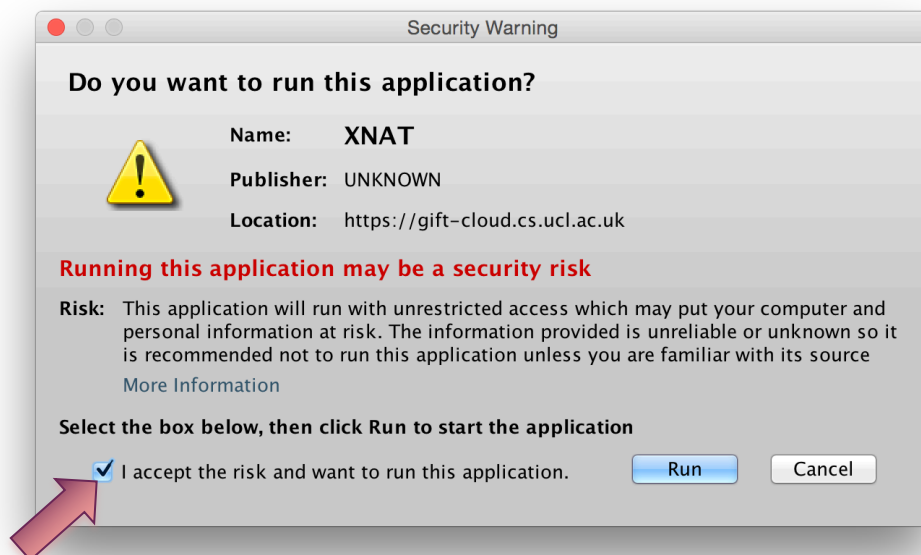 Security Warning
Do you want to run this application?
Name: XNAT
Publisher: UNKNOWN
Location: https://gift-cloud.cs.ucl.ac.uk
Running this application may be a security risk
Risk: This application will run with unrestricted access which may put your computer and
personal information at risk. The information provided is unreliable or unknown so it
is recommended not to run this application unless you are familiar with its source
More Information
Select the box below, then click Run to start the application
I accept the risk and want to run this application. Run Cancel